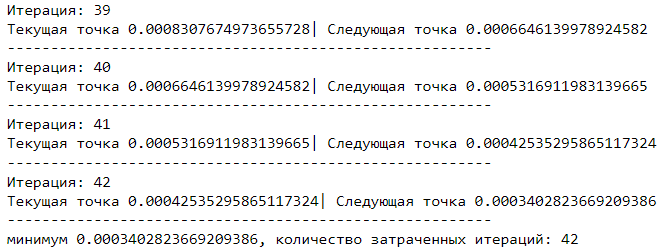 Итерация: 39
Текущая точка 0.0008307674973655728| Следующая точка 0.0006646139978924582
------------------------------------------------------
Итерация: 40
Текущая точка 0.0006646139978924582| Следующая точка 0.0005316911983139665
------------------------------------------------------
Итерация: 41
Текущая точка 0.0005316911983139665| Следующая точка 0.00042535295865117324
------------------------------------------------------
Итерация: 42
Текущая точка 0.00042535295865117324| Следующая точка 0.0003402823669209386
------------------------------------------------------
минимум 0.0003402823669209386, количество затраченных итераций: 42